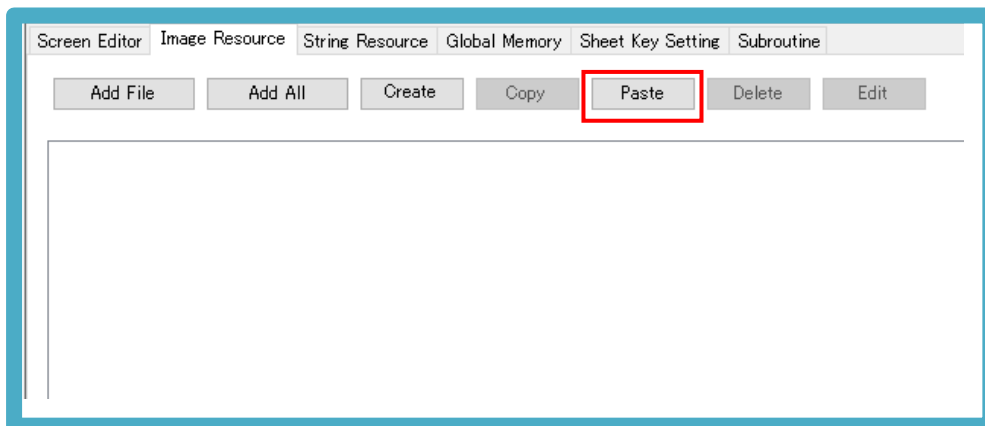 Screen Editor Image Resource String Resource Global Memory Sheet Key Setting Subroutine
Add File Add All Create Copy Paste Delete Edit